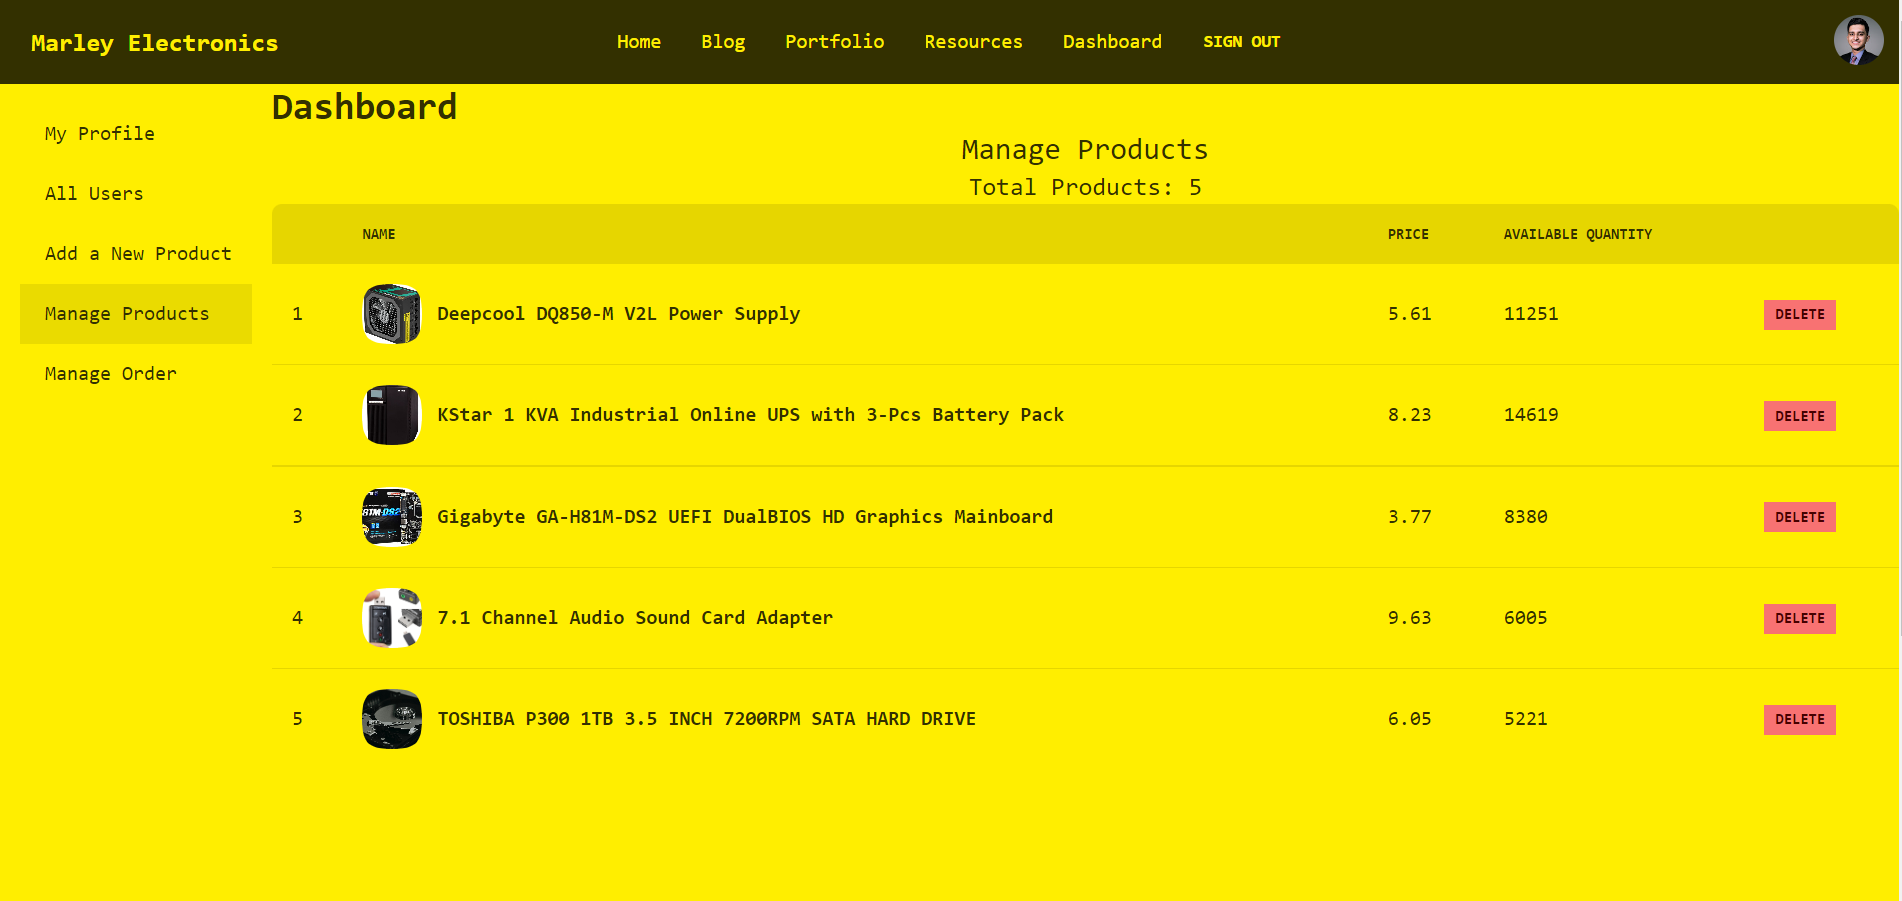 Marley Electronics
Home Blog Portfolio Resources Dashboard SIGN OUT
Dashboard
My Profile
All Users
Add a New Product
Manage Products
Manage Order
Manage Products
Total Products: 5
NAME PRICE AVAILABLE QUANTITY
1 Deepcool DQ850-M V2L Power Supply 5.61 11251 DELETE
2 KStar 1 KVA Industrial Online UPS with 3-Pcs Battery Pack 8.23 14619 DELETE
3 Gigabyte GA-H81M-DS2 UEFI DualBIOS HD Graphics Mainboard 3.77 8380 DELETE
4 7.1 Channel Audio Sound Card Adapter 9.63 6005 DELETE
5 TOSHIBA P300 1TB 3.5 INCH 7200RPM SATA HARD DRIVE 6.05 5221 DELETE